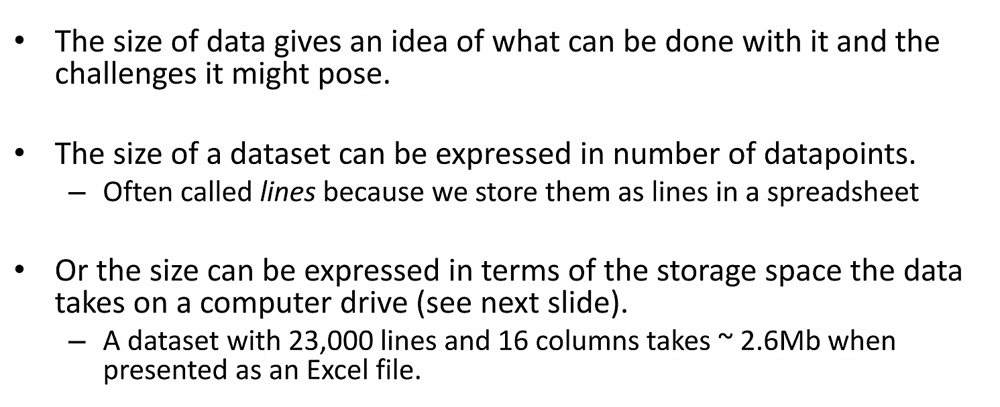 • The size of data gives an idea of what can be done with it and the
challenges it might pose.
• The size of a dataset can be expressed in number of datapoints.
– Often called lines because we store them as lines in a spreadsheet
• Or the size can be expressed in terms of the storage space the data
takes on a computer drive (see next slide).
– A dataset with 23,000 lines and 16 columns takes ~ 2.6Mb when
presented as an Excel file.